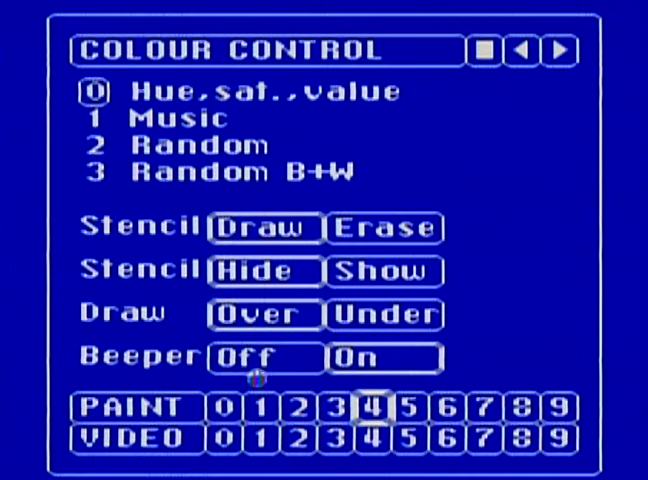 COLOUR CONTROL
0 Hue,sat.,value
1 Music
2 Random
3 Random B+W
Stencil Draw Erase
Stencil Hide Show
Draw Over Under
Beeper Off On
PAINT 0 1 2 3 4 5 6 7 8 9
VIDEO 0 1 2 3 4 5 6 7 8 9